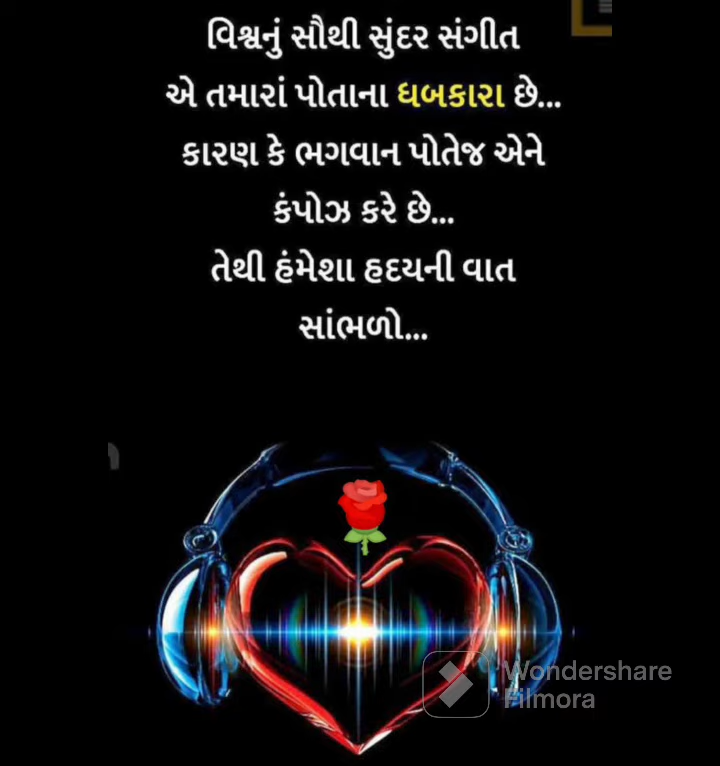 વિશ્વનું સૌથી સુંદર સંગીત
એ તમારાં પોતાના ધબકારા છે...
કારણ કે ભગવાન પોતેજ એને
કંપોઝ કરે છે...
તેથી હંમેશા હૃદયની વાત
સાંભળો...
Wondershare
Filmora